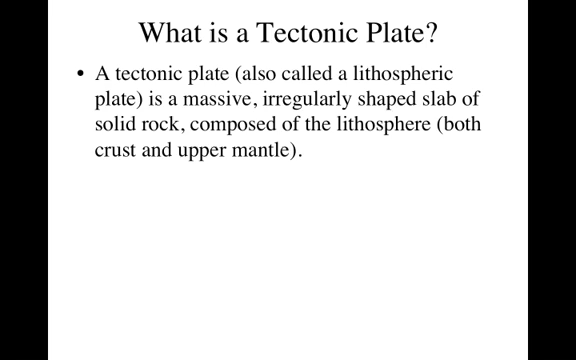 What is a Tectonic Plate?
• A tectonic plate (also called a lithospheric
plate) is a massive, irregularly shaped slab of
solid rock, composed of the lithosphere (both
crust and upper mantle).